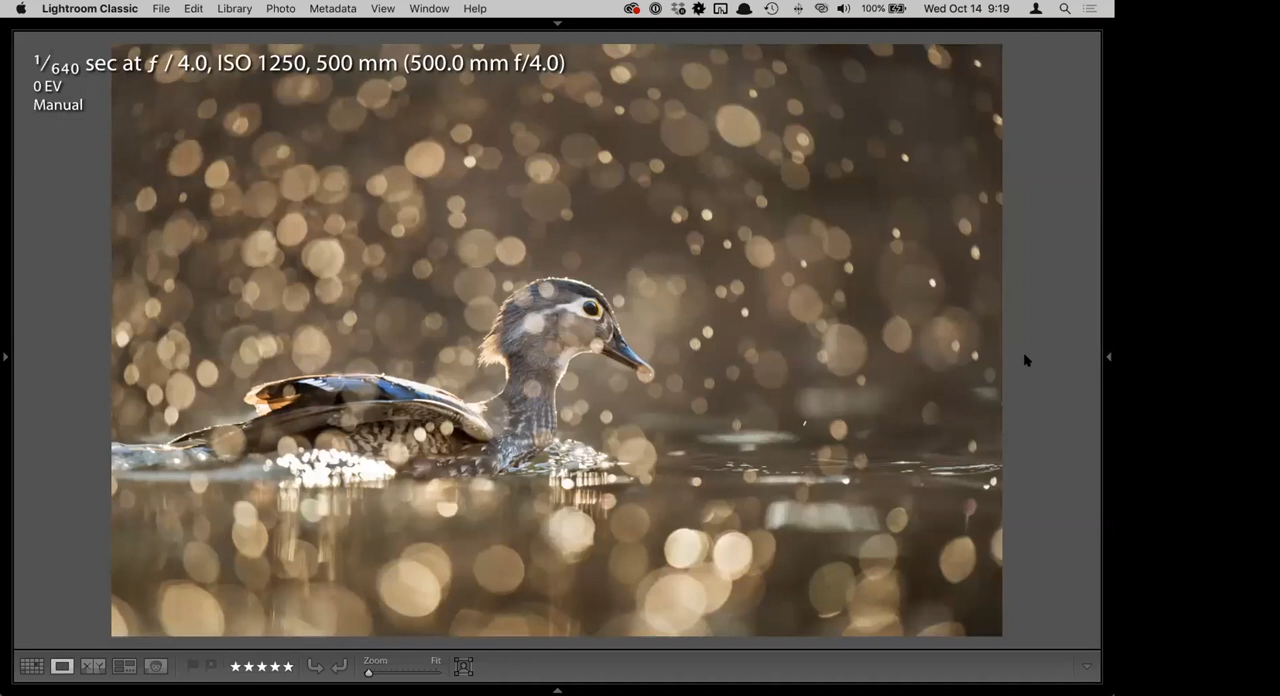 Lightroom Classic File Edit Library Photo Metadata View Window Help 100% Wed Oct 14 9:19
1/640 sec at ƒ / 4.0, ISO 1250, 500 mm (500.0 mm f/4.0)
0 EV
Manual
Zoom Fit